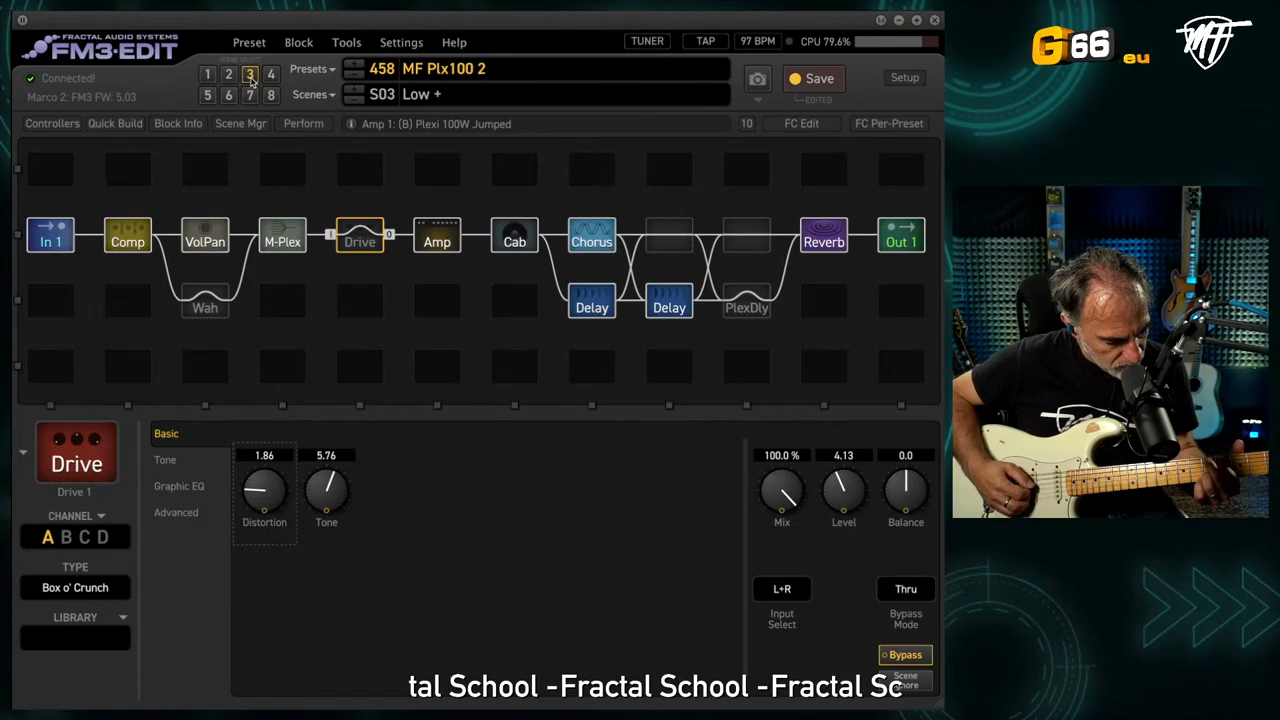 FRACTAL AUDIO SYSTEMS
FM3-EDIT
Preset Block Tools Settings Help
TUNER TAP 97 BPM CPU 79.6%
Connected!
Marco 2: FM3 FW: 5.03
SCENE SELECT
1 2 3 4
5 6 7 8
Presets 458 MF Plx100 2
Scenes S03 Low +
Save
EDITED
Setup
Controllers Quick Build Block Info Scene Mgr Perform Amp 1: (B) Plexi 100W Jumped 10 FC Edit FC Per-Preset
In 1 Comp VolPan M-Plex I Drive O Amp Cab Chorus Reverb Out 1
Wah Delay Delay PlexDly
Drive
Drive 1
CHANNEL
A B C D
TYPE
Box o' Crunch
LIBRARY
Basic
Tone
Graphic EQ
Advanced
1.86 5.76
Distortion Tone
100.0 % 4.13 0.0
Mix Level Balance
L+R Thru
Input Select
Bypass Mode
Bypass
Scene Ignore
tal School -Fractal School -Fractal Sc
G66 eu
MF